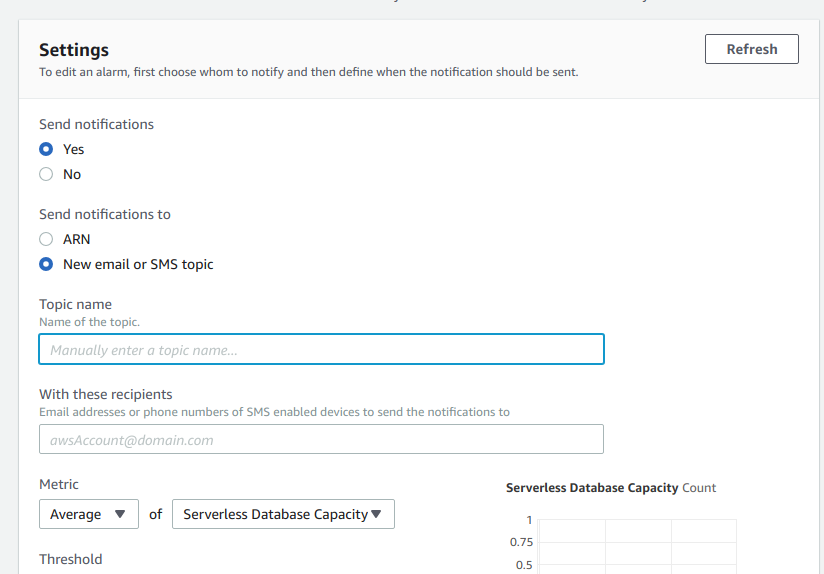 Settings
Refresh
To edit an alarm, first choose whom to notify and then define when the notification should be sent.
Send notifications
Yes
No
Send notifications to
ARN
New email or SMS topic
Topic name
Name of the topic.
Manually enter a topic name...
With these recipients
Email addresses or phone numbers of SMS enabled devices to send the notifications to
awsAccount@domain.com
Metric
Average of Serverless Database Capacity
Serverless Database Capacity Count
1
0.75
0.5
Threshold